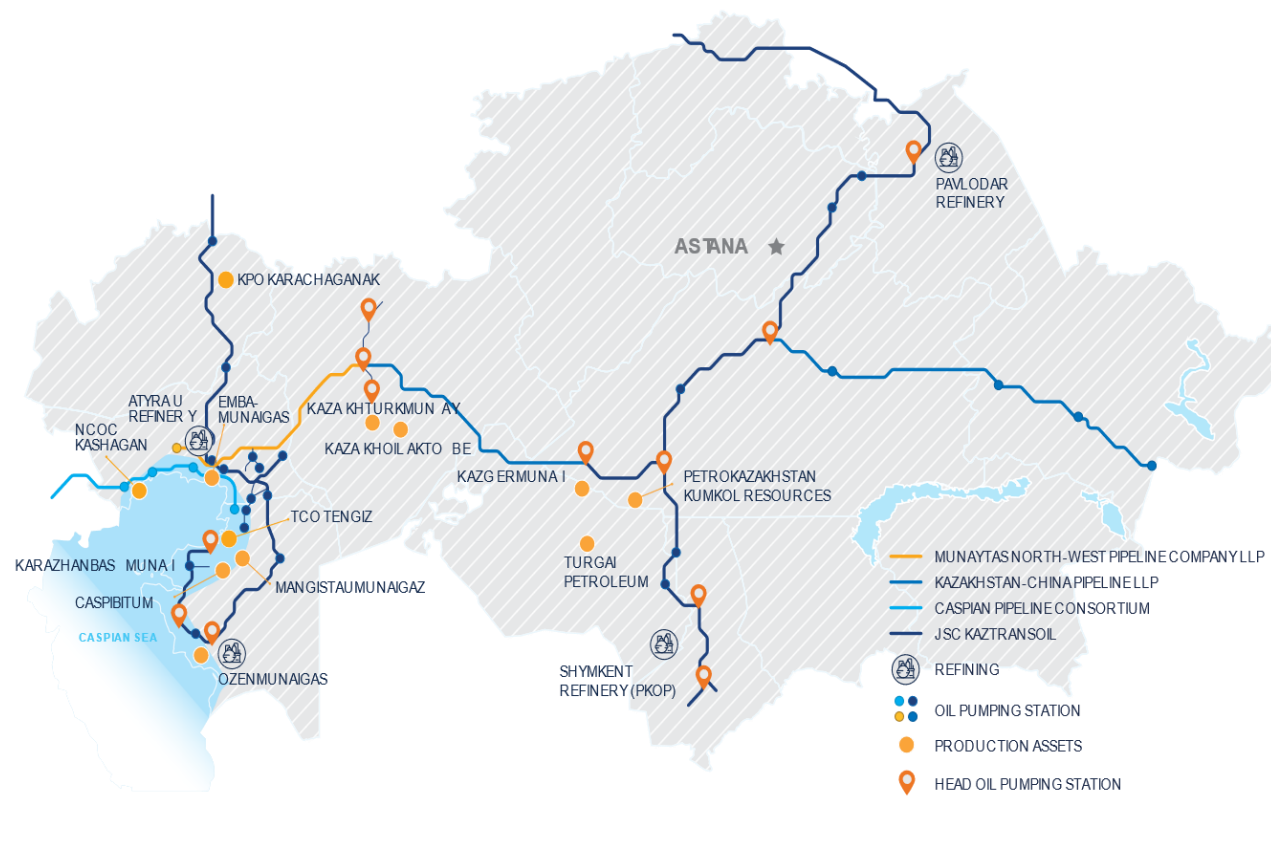 PAVLODAR
REFINERY
ASTANA
KPO KARACHAGANAK
ATYRA U
REFINER Y
EMBA-
MUNAIGAS
KAZA KHTURKMUN AY
NCOC
KASHAGAN
KAZA KHOIL AKTO BE
KAZG ERMUNA I
PETROKAZAKHSTAN
KUMKOL RESOURCES
TCO TENGIZ
TURGAI
PETROLEUM
KARAZHANBAS MUNA I
MANGISTAUMUNAIGAZ
CASPIBITUM
CASPIAN SEA
OZENMUNAIGAS
SHYMKENT
REFINERY (PKOP)
MUNAYTAS NORTH-WEST PIPELINE COMPANY LLP
KAZAKHSTAN-CHINA PIPELINE LLP
CASPIAN PIPELINE CONSORTIUM
JSC KAZTRANSOIL
REFINING
OIL PUMPING STATION
PRODUCTION ASSETS
HEAD OIL PUMPING STATION